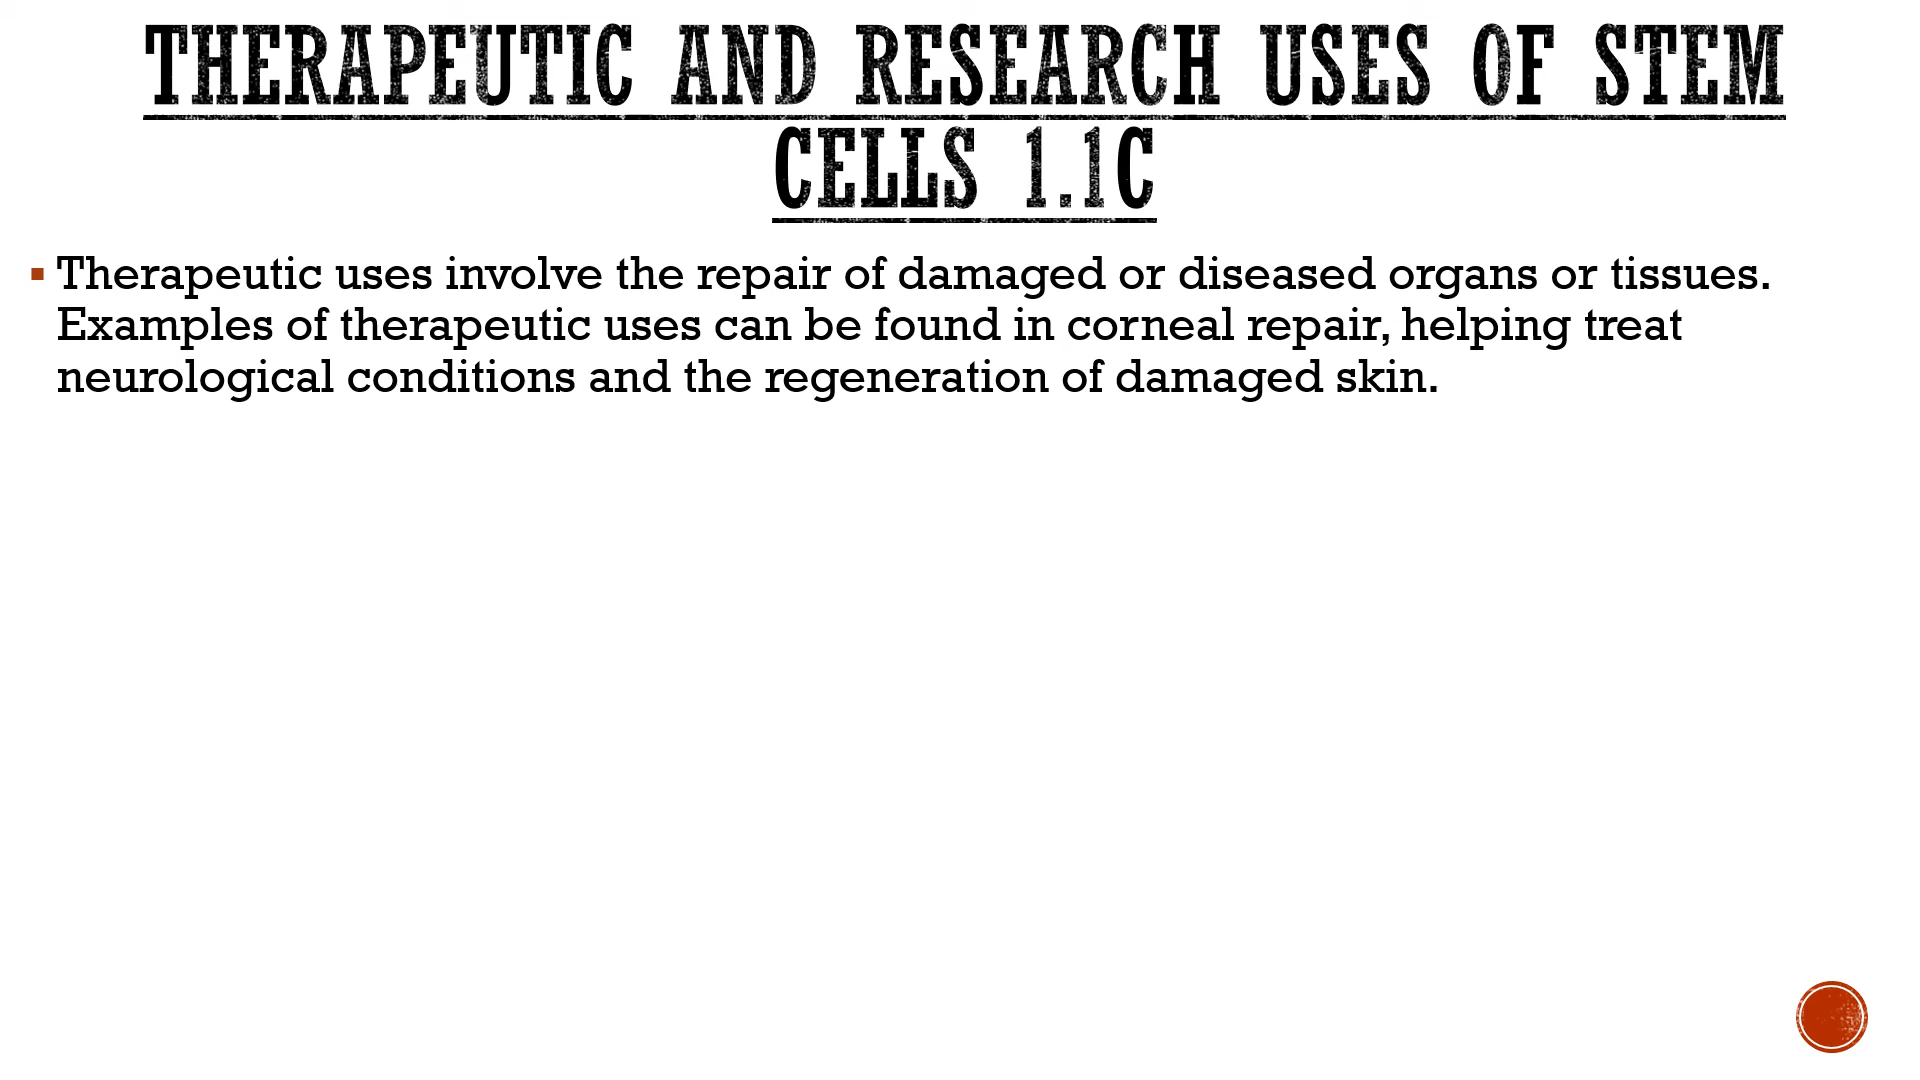 THERAPEUTIC AND RESEARCH USES OF STEM
CELLS 1.1C
▪ Therapeutic uses involve the repair of damaged or diseased organs or tissues.
Examples of therapeutic uses can be found in corneal repair, helping treat
neurological conditions and the regeneration of damaged skin.